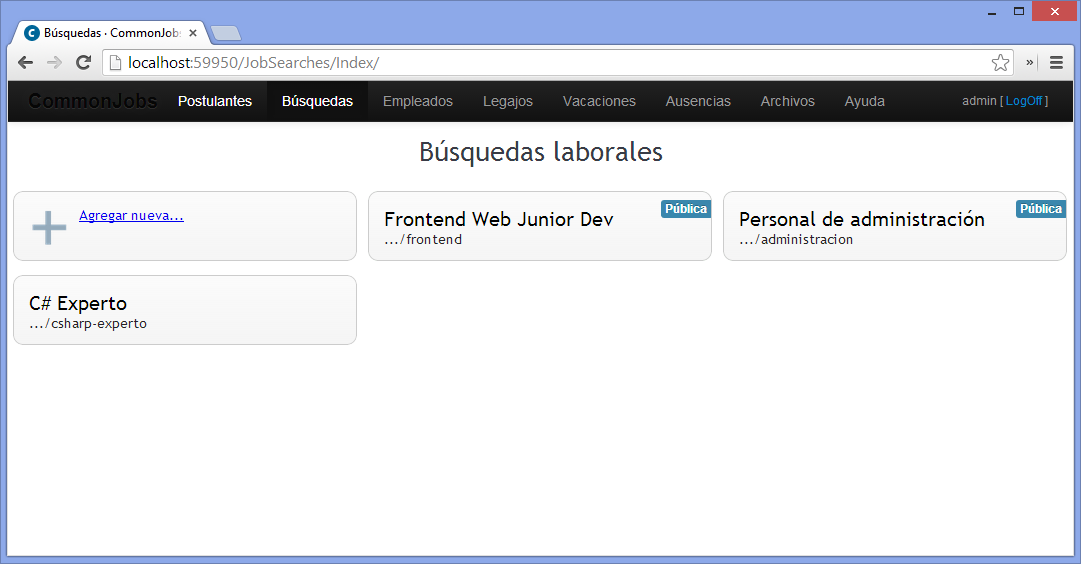 Búsquedas · CommonJobs
localhost:59950/JobSearches/Index/
CommonJobs Postulantes Búsquedas Empleados Legajos Vacaciones Ausencias Archivos Ayuda admin [ LogOff ]
Búsquedas laborales
Agregar nueva...
Frontend Web Junior Dev
.../frontend
Pública
Personal de administración
.../administracion
Pública
C# Experto
.../csharp-experto